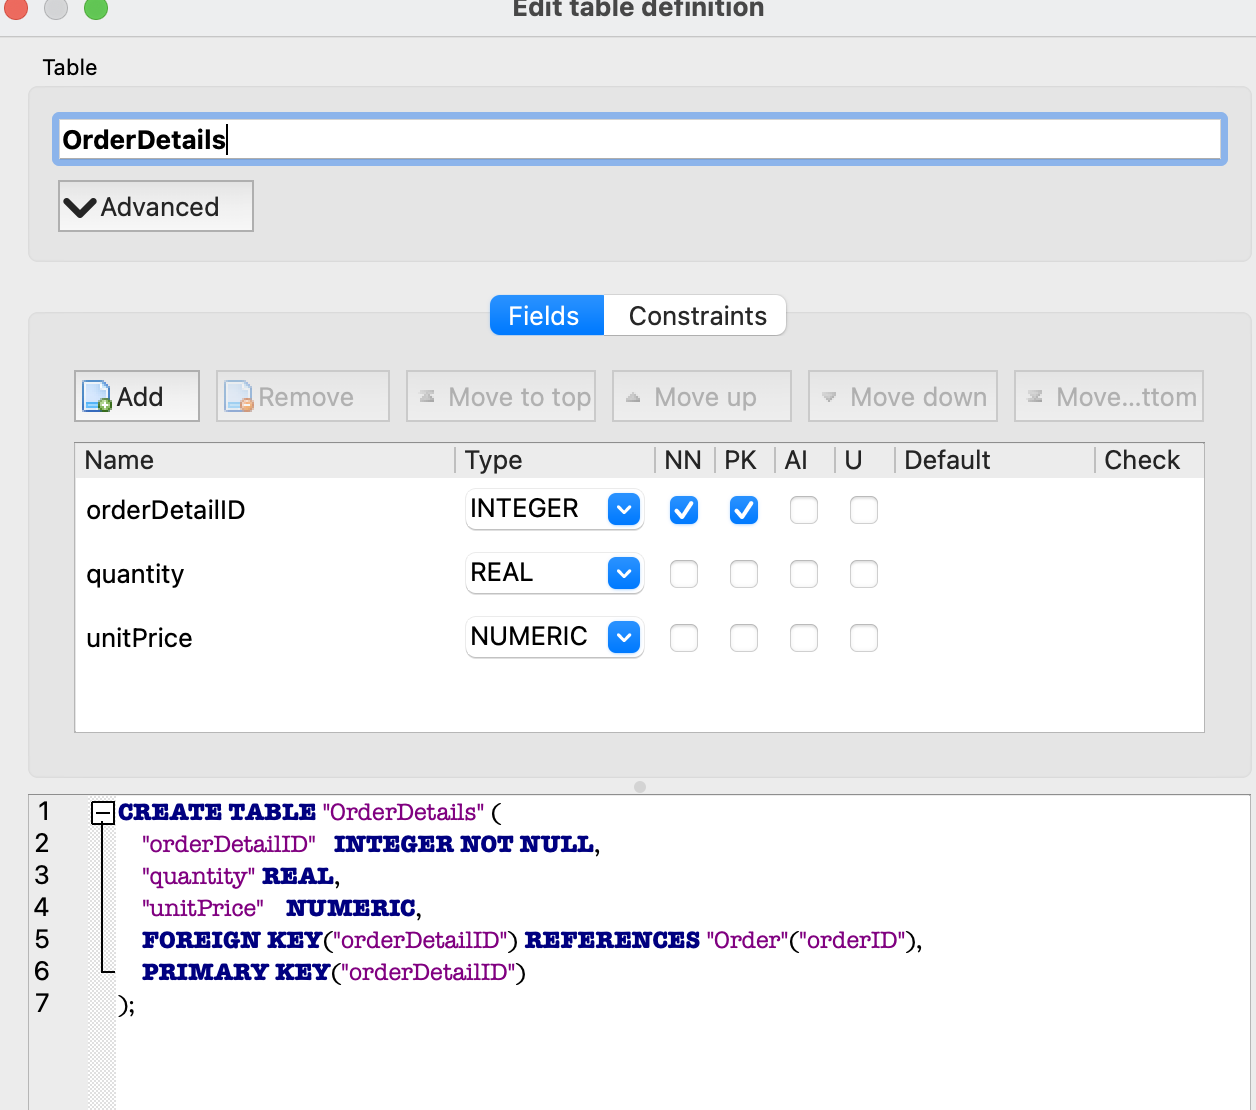 Edit table definition
Table
OrderDetails
Advanced
Fields Constraints
Add Remove Move to top Move up Move down Move...ttom
Name Type NN PK AI U Default Check
orderDetailID INTEGER
quantity REAL
unitPrice NUMERIC
1 CREATE TABLE "OrderDetails" (
2 "orderDetailID" INTEGER NOT NULL,
3 "quantity" REAL,
4 "unitPrice" NUMERIC,
5 FOREIGN KEY("orderDetailID") REFERENCES "Order"("orderID"),
6 PRIMARY KEY("orderDetailID")
7 );